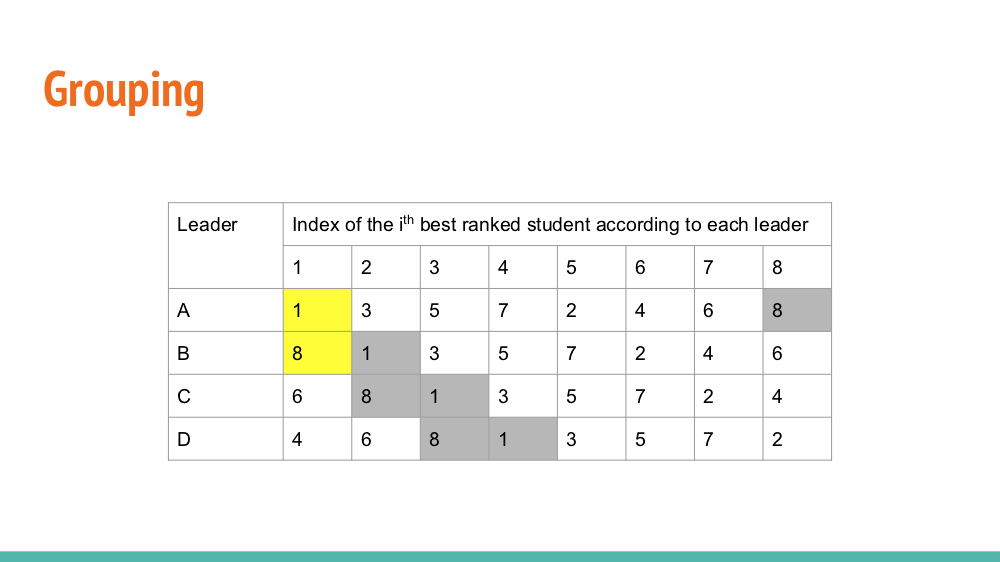 Grouping
Leader Index of the ith best ranked student according to each leader
1 2 3 4 5 6 7 8
A 1 3 5 7 2 4 6 8
B 8 1 3 5 7 2 4 6
C 6 8 1 3 5 7 2 4
D 4 6 8 1 3 5 7 2